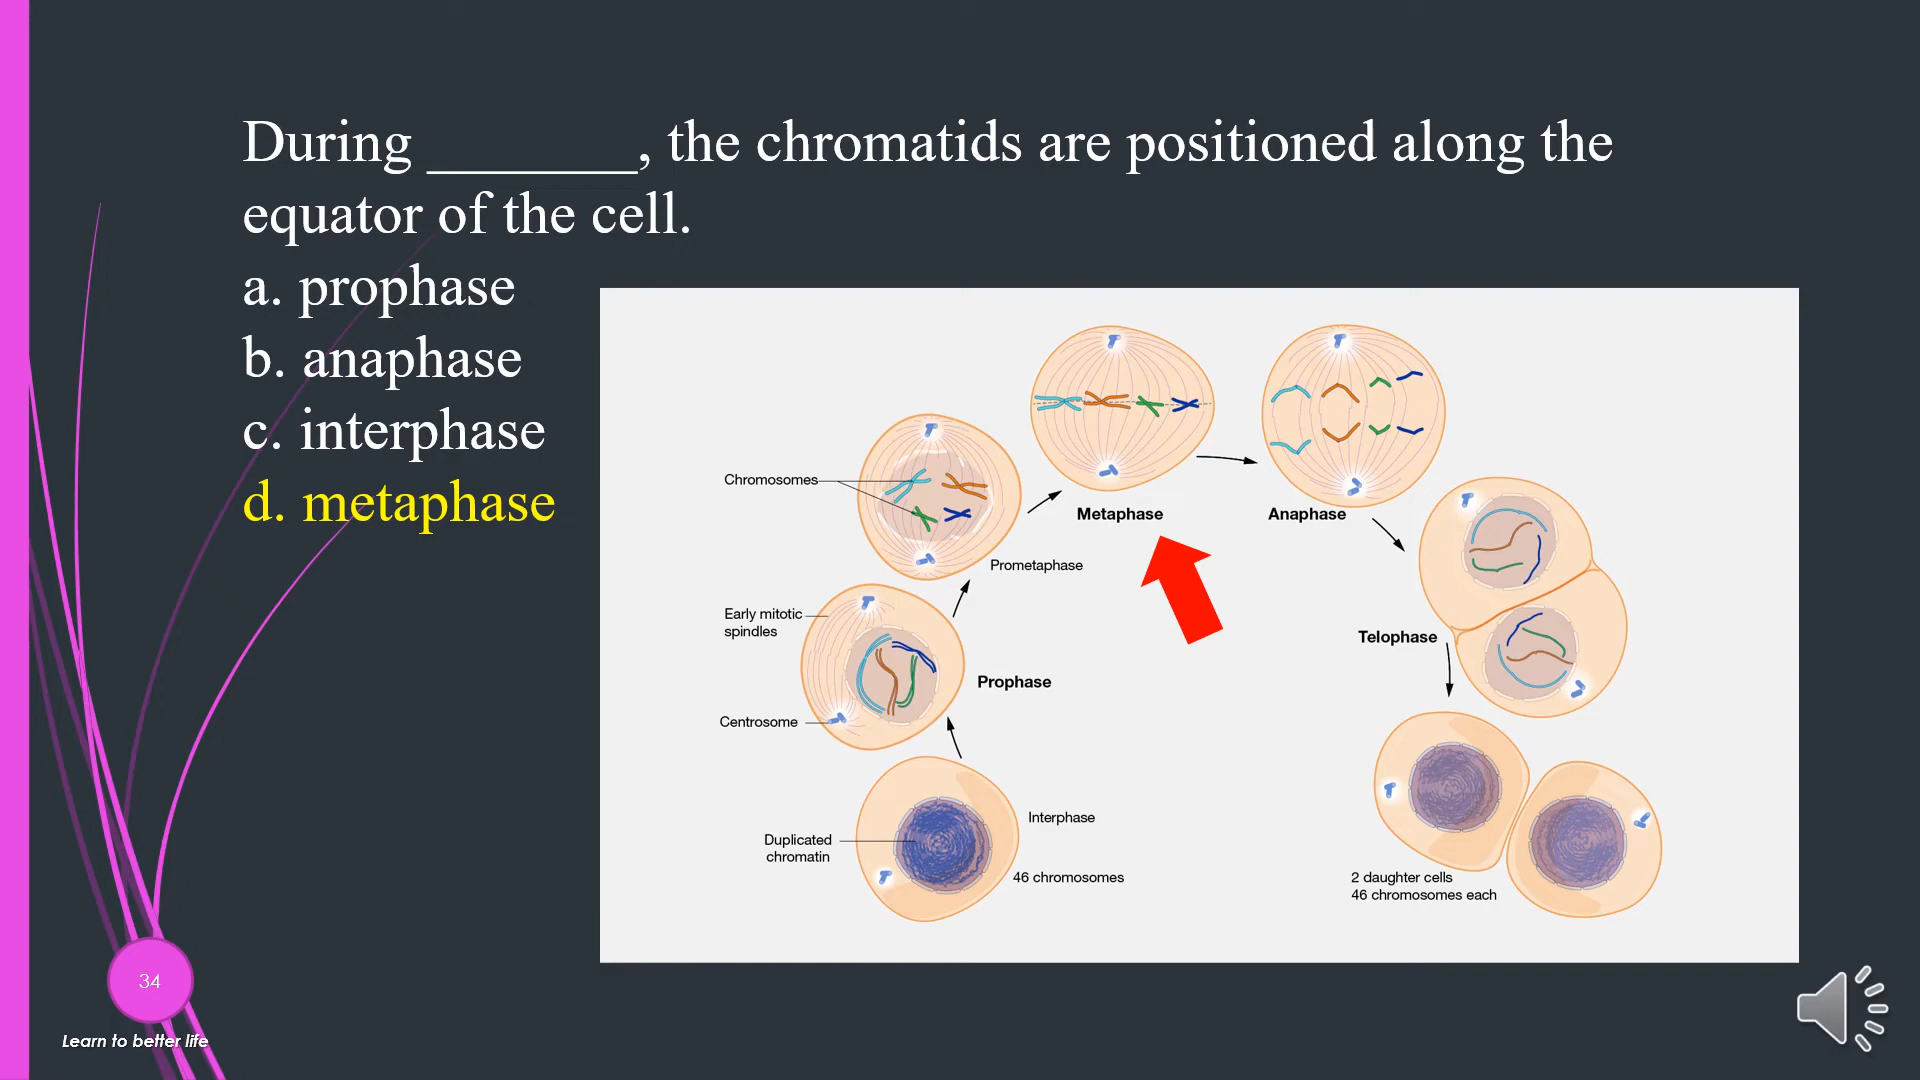 During _______, the chromatids are positioned along the
equator of the cell.
a. prophase
b. anaphase
c. interphase
d. metaphase
Chromosomes
Metaphase
Anaphase
Prometaphase
Early mitotic
spindles
Telophase
Prophase
Centrosome
Interphase
Duplicated
chromatin
46 chromosomes
2 daughter cells
46 chromosomes each
34
Learn to better life